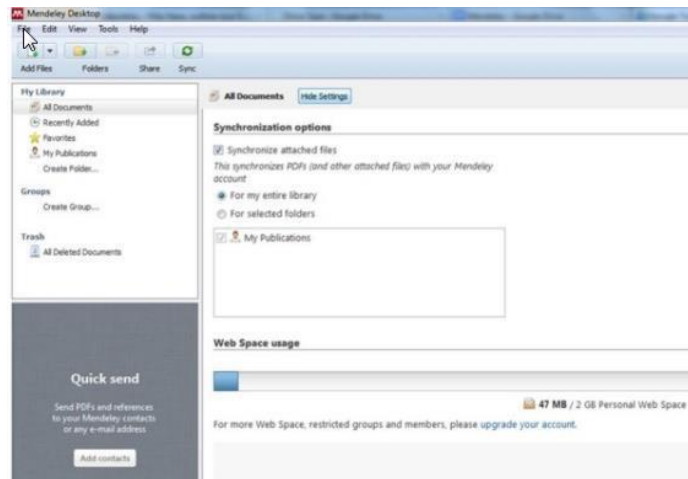 Mendeley Desktop
File Edit View Tools Help
Add Files Folders Share Sync
My Library
All Documents
Recently Added
Favorites
My Publications
Create Folder...
Groups
Create Group...
Trash
All Deleted Documents
Quick send
Send PDFs and references
to your Mendeley contacts
or any e-mail address
Add contacts
All Documents Hide Settings
Synchronization options
Synchronize attached files
This synchronizes PDFs (and other attached files) with your Mendeley
account
For my entire library
For selected folders
My Publications
Web Space usage
47 MB / 2 GB Personal Web Space
For more Web Space, restricted groups and members, please upgrade your account.